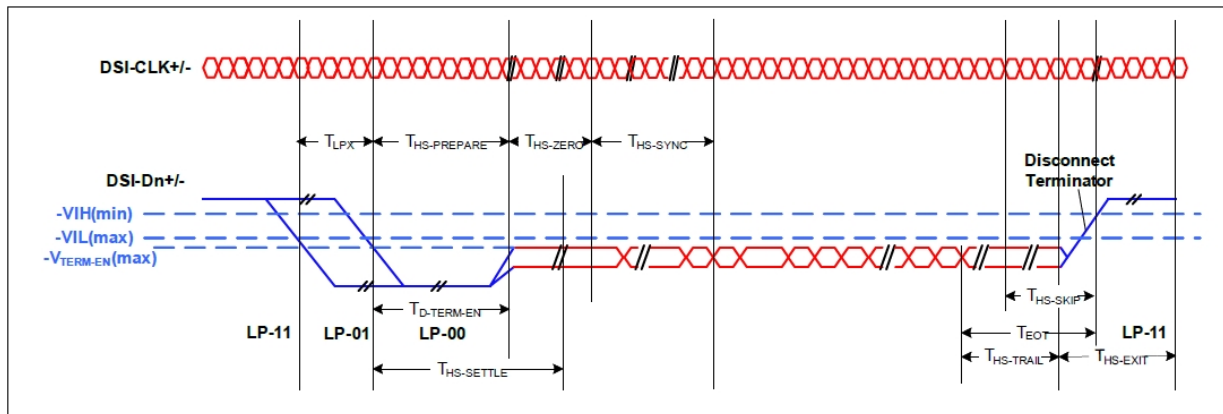 DSI-CLK+/-
TLPX
THS-PREPARE
THS-ZERO
THS-SYNC
DSI-Dn+/-
Disconnect
Terminator
-VIH(min)
-VIL(max)
-VTERM-EN(max)
TD-TERM-EN
THS-SKIP
LP-11
LP-01
LP-00
TEOT
LP-11
THS-SETTLE
THS-TRAIL
THS-EXIT